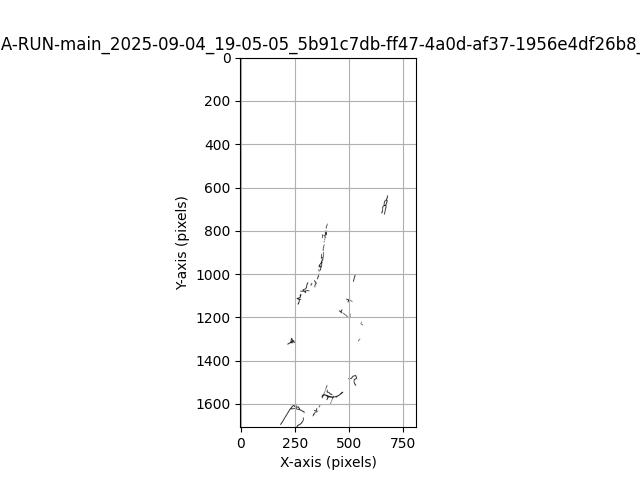 A-RUN-main_2025-09-04_19-05-05_5b91c7db-ff47-4a0d-af37-1956e4df26b8_
0
200
400
600
800
1000
1200
1400
1600
Y-axis (pixels)
0 250 500 750
X-axis (pixels)